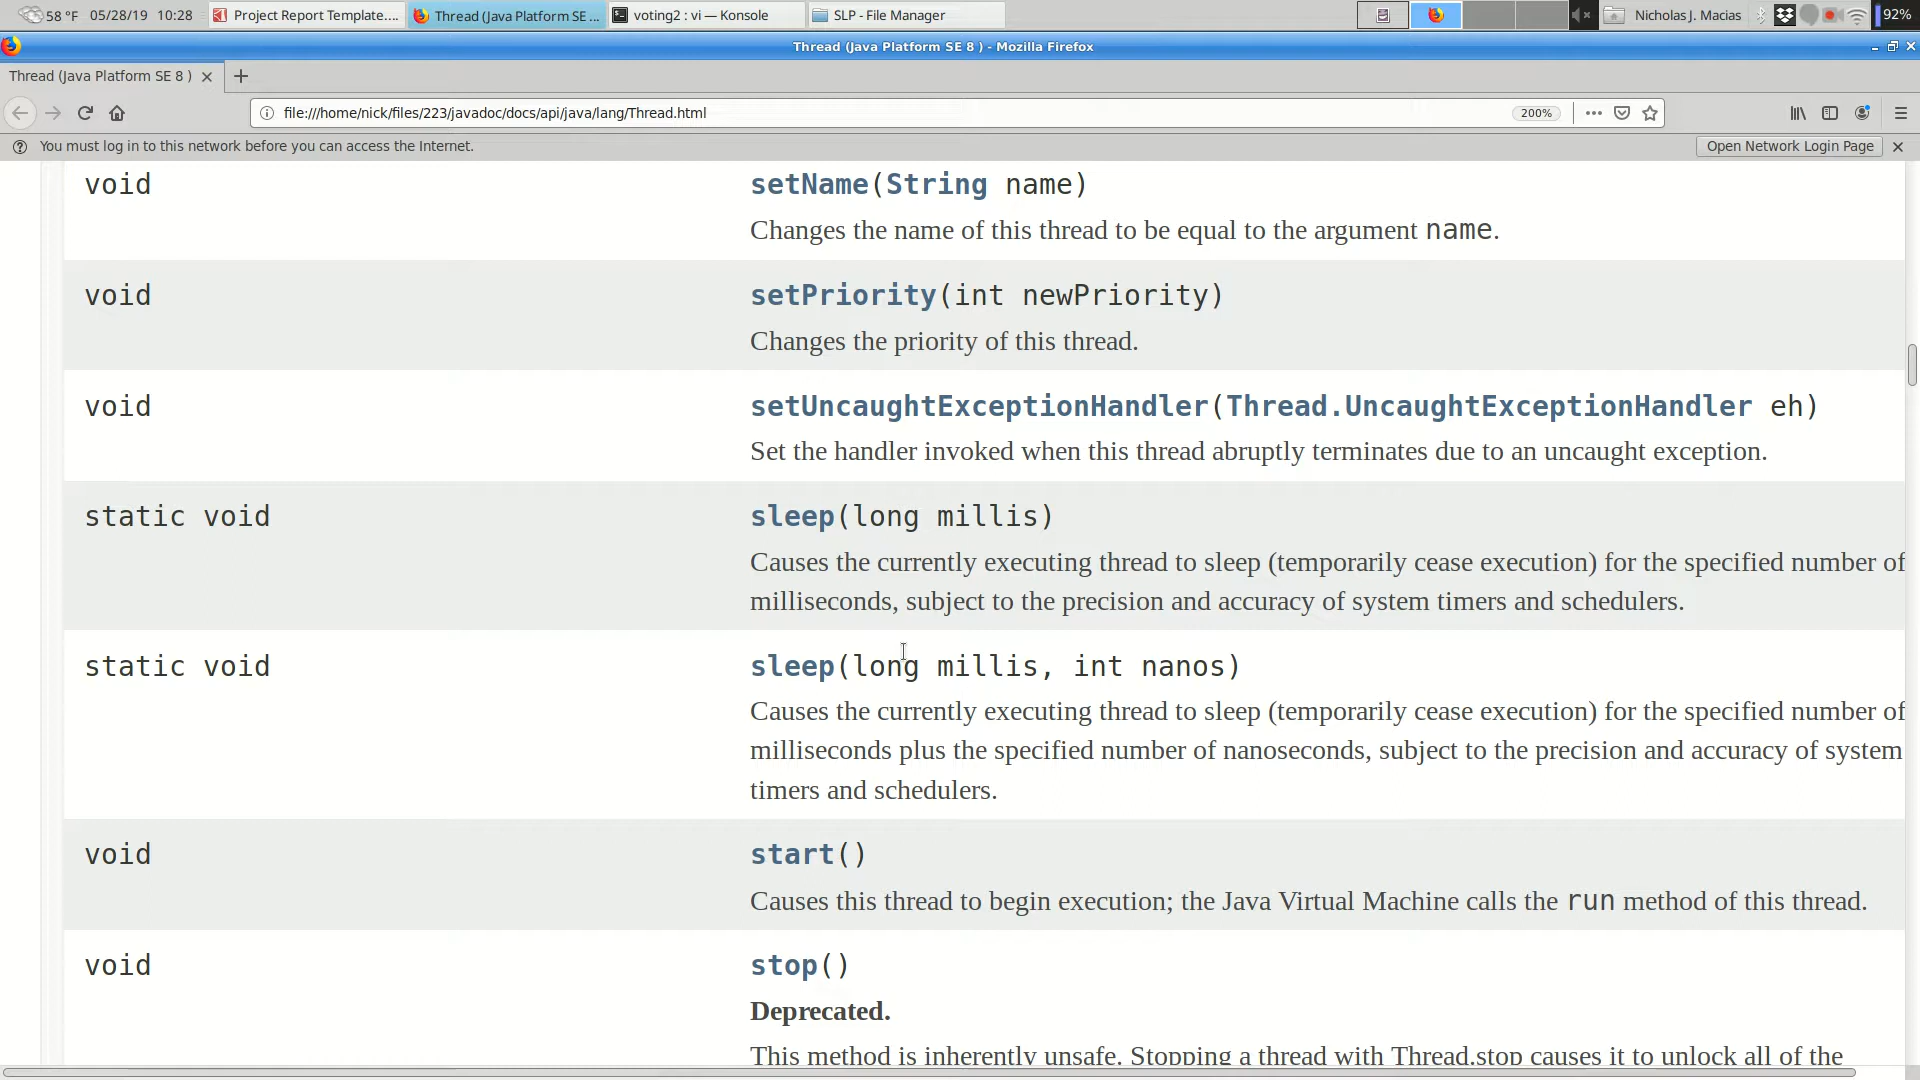 58 °F 05/28/19 10:28 Project Report Template.... Thread (Java Platform SE ... voting2 : vi — Konsole SLP - File Manager Nicholas J. Macias 92%
Thread (Java Platform SE 8 ) - Mozilla Firefox
Thread (Java Platform SE 8 )
file:///home/nick/files/223/javadoc/docs/api/java/lang/Thread.html 200%
You must log in to this network before you can access the Internet. Open Network Login Page
void setName(String name)
Changes the name of this thread to be equal to the argument name.
void setPriority(int newPriority)
Changes the priority of this thread.
void setUncaughtExceptionHandler(Thread.UncaughtExceptionHandler eh)
Set the handler invoked when this thread abruptly terminates due to an uncaught exception.
static void sleep(long millis)
Causes the currently executing thread to sleep (temporarily cease execution) for the specified number of
milliseconds, subject to the precision and accuracy of system timers and schedulers.
static void sleep(long millis, int nanos)
Causes the currently executing thread to sleep (temporarily cease execution) for the specified number of
milliseconds plus the specified number of nanoseconds, subject to the precision and accuracy of system
timers and schedulers.
void start()
Causes this thread to begin execution; the Java Virtual Machine calls the run method of this thread.
void stop()
Deprecated.
This method is inherently unsafe. Stopping a thread with Thread.stop causes it to unlock all of the